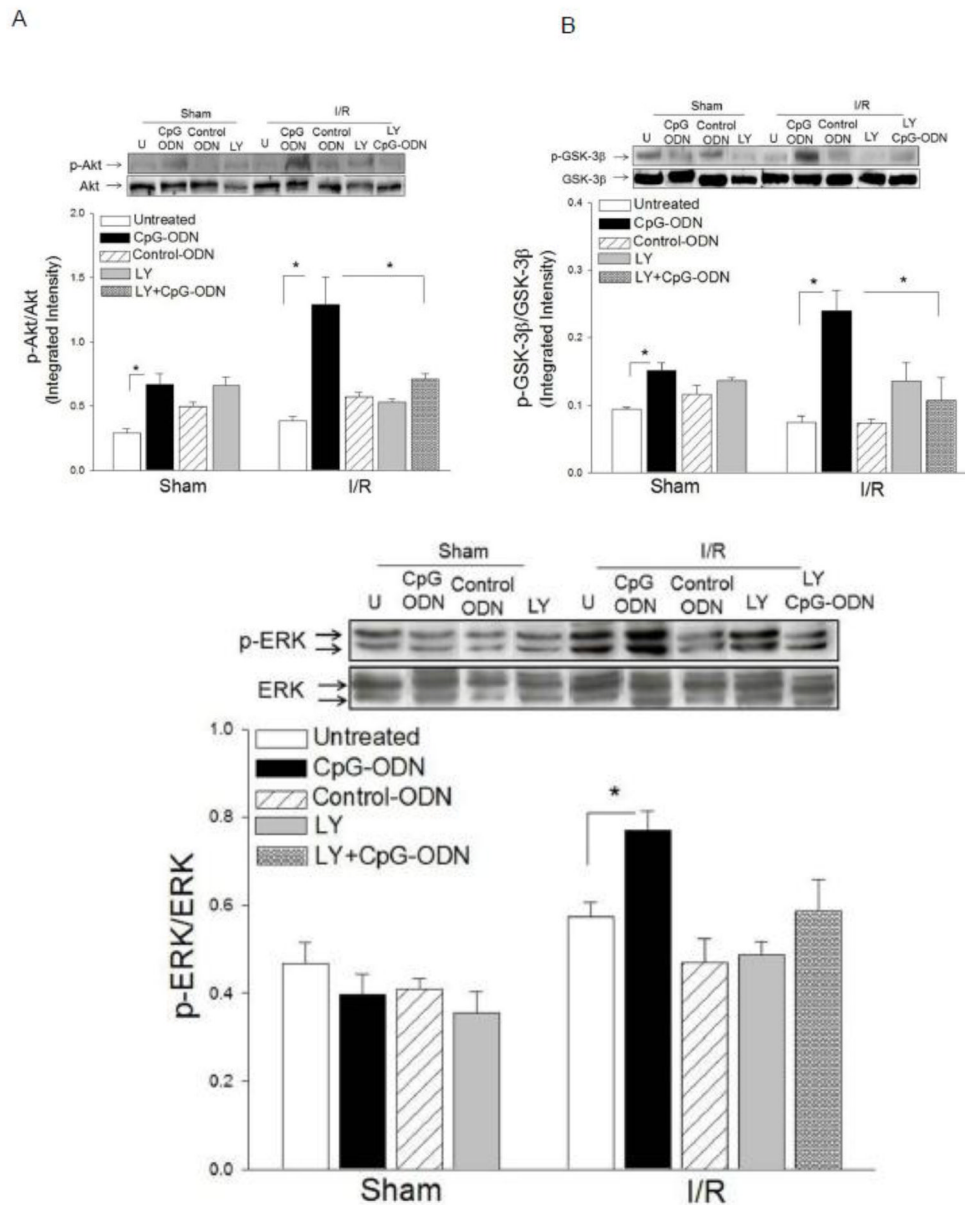 A
B
Sham
I/R
U
CpG
ODN
Control
ODN
LY
U
CpG
ODN
Control
ODN
LY
LY
CpG-ODN
p-Akt
Akt
1.5
Untreated
CpG-ODN
Control-ODN
LY
LY+CpG-ODN
*
*
*
1.5
1.0
0.5
0.0
p-Akt/Akt
(Integrated Intensity)
Sham
I/R
Sham
I/R
U
CpG
ODN
Control
ODN
LY
U
CpG
ODN
Control
ODN
LY
LY
CpG-ODN
p-GSK-3β
GSK-3β
Untreated
CpG-ODN
Control-ODN
LY
LY+CpG-ODN
*
*
*
0.4
0.3
0.2
0.1
0.0
p-GSK-3β/GSK-3β
(Integrated Intensity)
Sham
I/R
Sham
I/R
U
CpG
ODN
Control
ODN
LY
U
CpG
ODN
Control
ODN
LY
LY
CpG-ODN
p-ERK
ERK
Untreated
CpG-ODN
Control-ODN
LY
LY+CpG-ODN
*
1.0
0.8
0.6
0.4
0.2
0.0
p-ERK/ERK
Sham
I/R